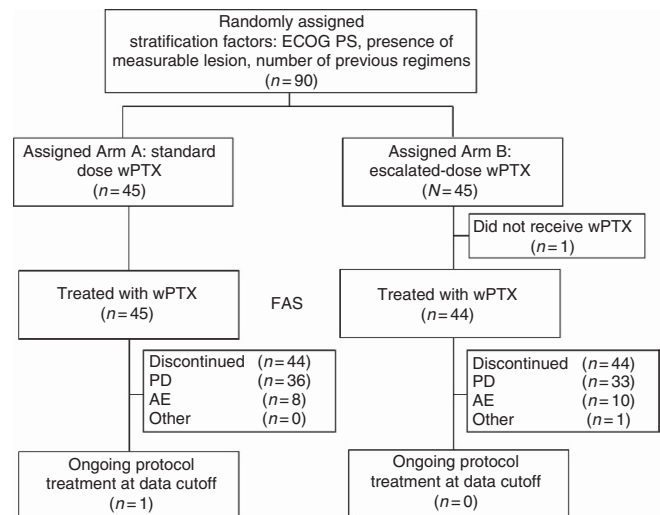 Randomly assigned
stratification factors: ECOG PS, presence of
measurable lesion, number of previous regimens
(n=90)
Assigned Arm A: standard
dose wPTX
(n=45)
Assigned Arm B:
escalated-dose wPTX
(N=45)
Did not receive wPTX
(n=1)
Treated with wPTX
(n=45)
FAS
Treated with wPTX
(n=44)
Discontinued (n=44)
PD (n=36)
AE (n=8)
Other (n=0)
Discontinued (n=44)
PD (n=33)
AE (n=10)
Other (n=1)
Ongoing protocol
treatment at data cutoff
(n=1)
Ongoing protocol
treatment at data cutoff
(n=0)